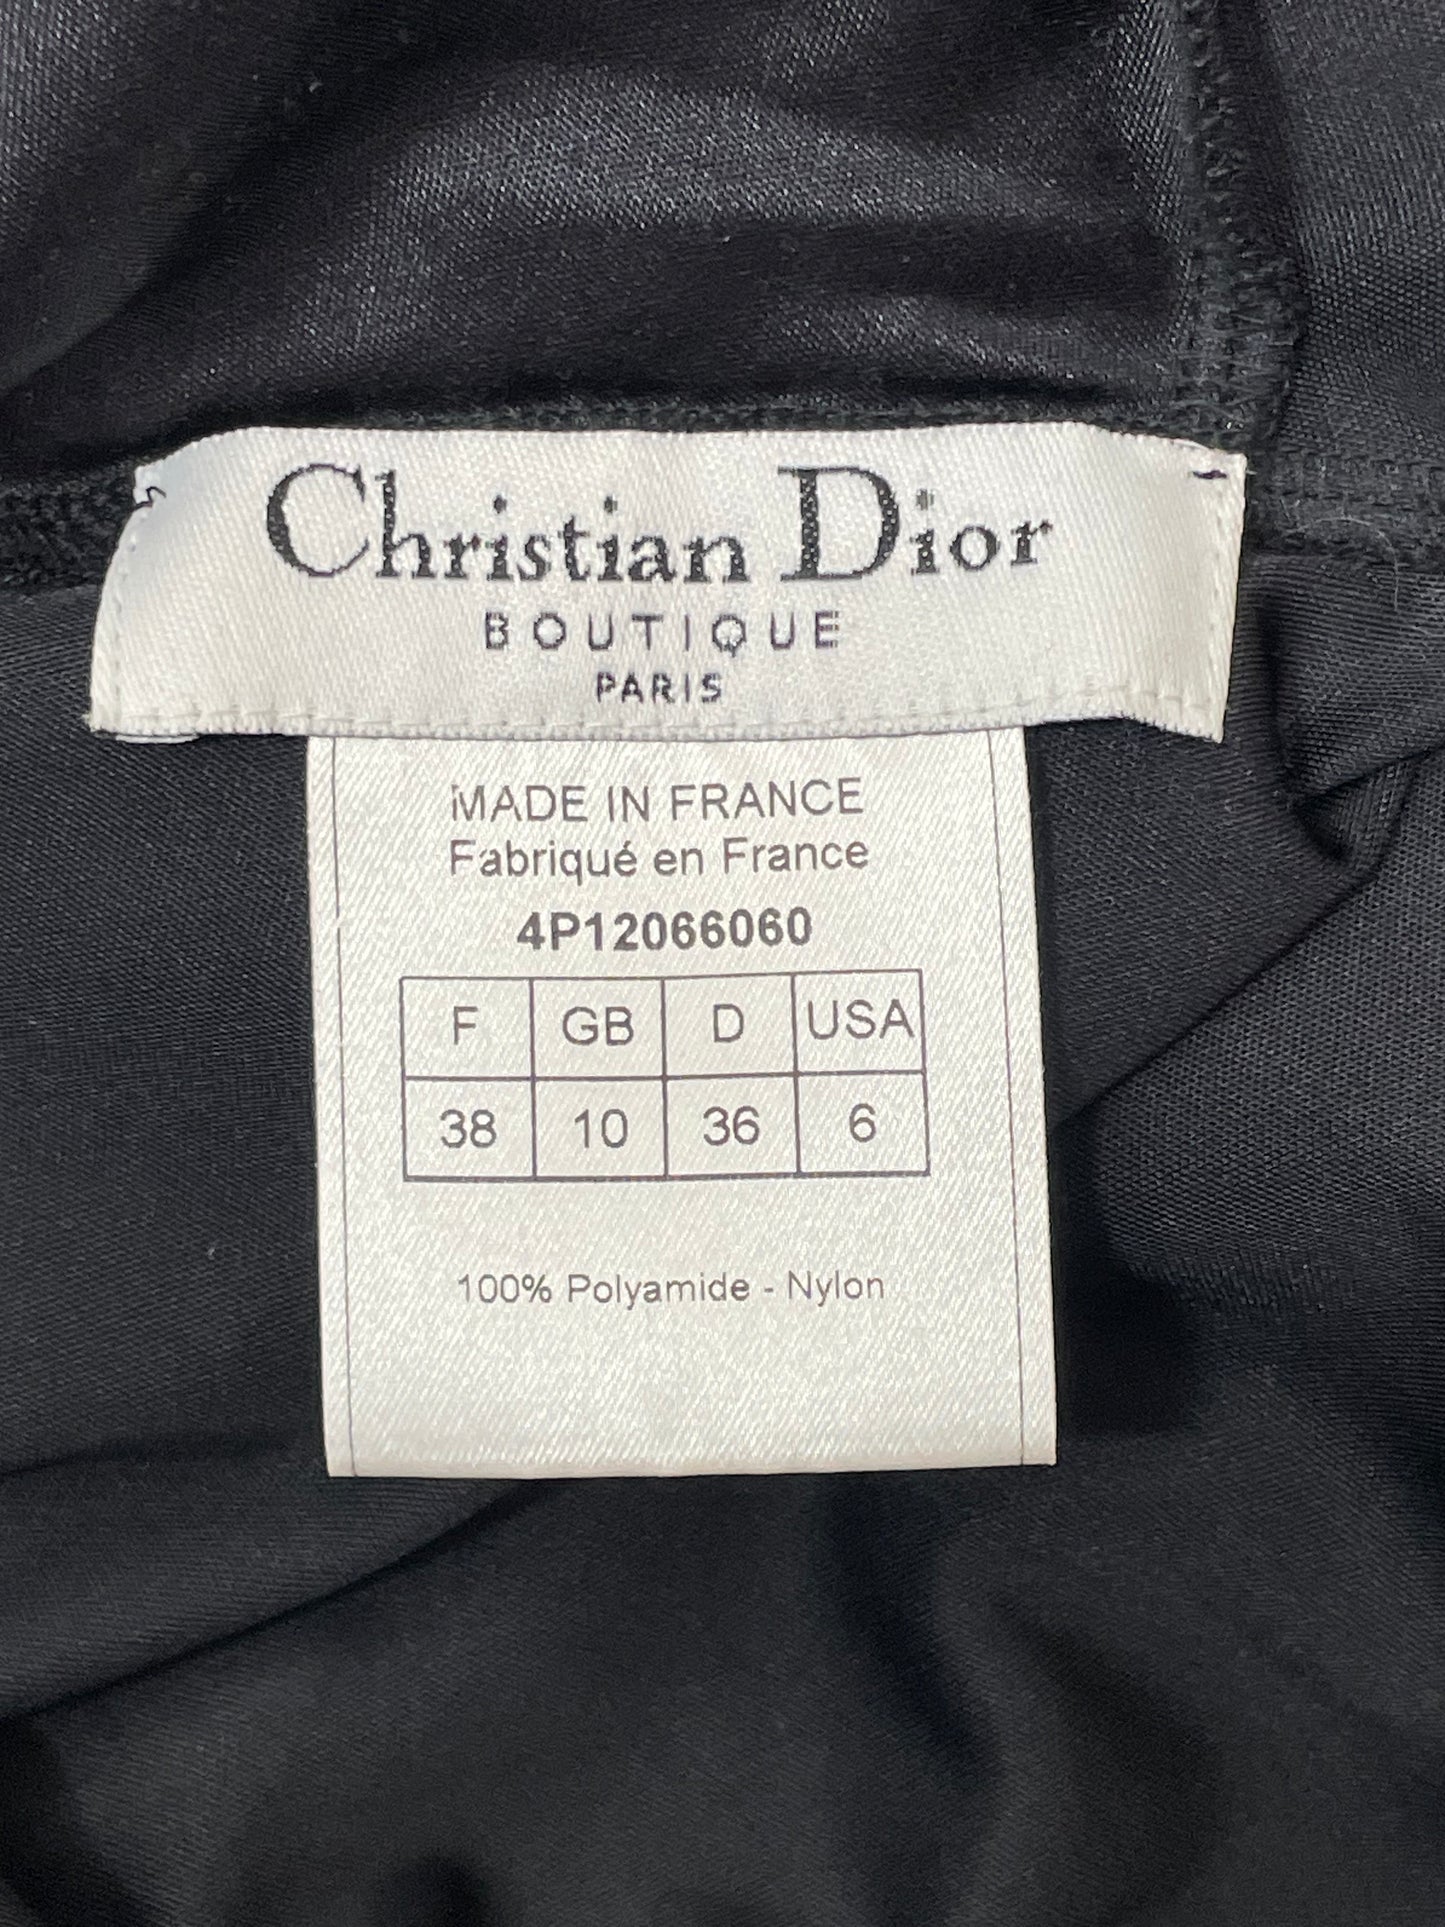 Christian Dior
BOUTIQUE
PARIS
MADE IN FRANCE
Fabriqué en France
4P12066060
F GB D USA
38 10 36 6
100% Polyamide - Nylon